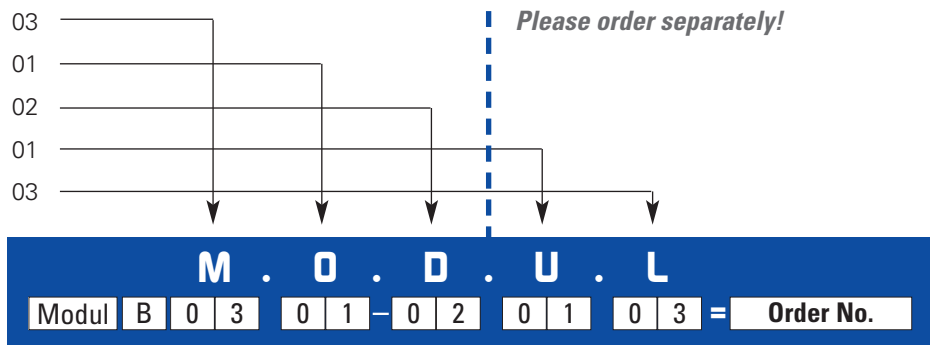 03
Please order separately!
01
02
01
03
M . O . D . U . L
Modul B 0 3 0 1 – 0 2 0 1 0 3 = Order No.